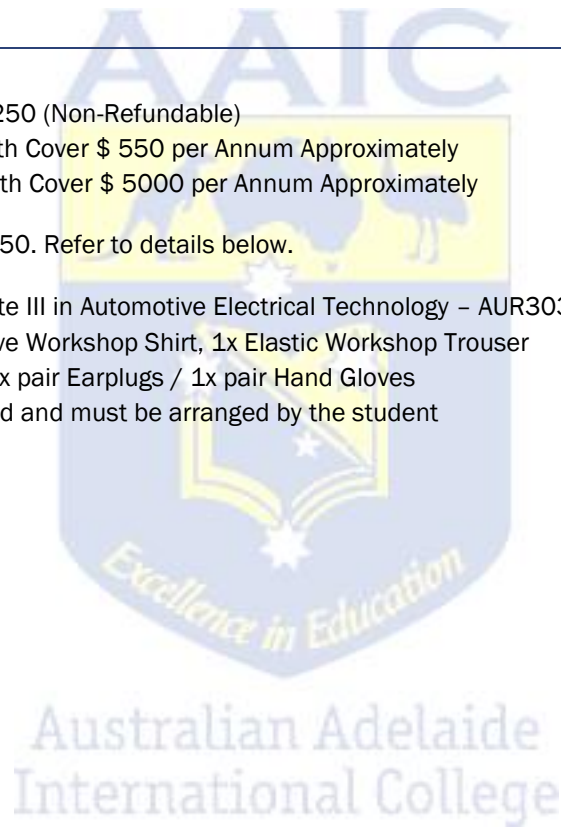 AAIC
250 (Non-Refundable)
th Cover $ 550 per Annum Approximately
th Cover $ 5000 per Annum Approximately
50. Refer to details below.
te III in Automotive Electrical Technology – AUR303
ve Workshop Shirt, 1x Elastic Workshop Trouser
x pair Earplugs / 1x pair Hand Gloves
d and must be arranged by the student
Excellence in Education
Australian Adelaide
International College